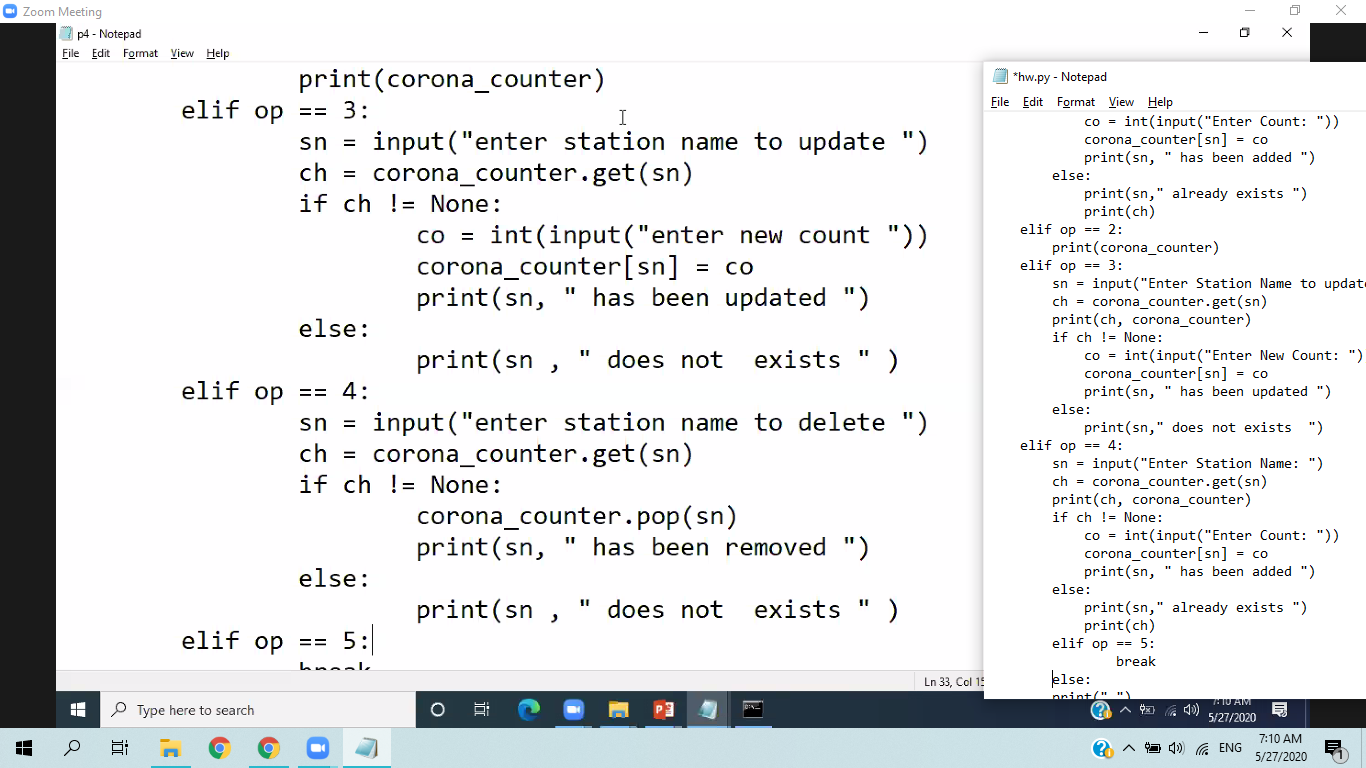 Zoom Meeting
p4 - Notepad
File Edit Format View Help
print(corona_counter)
elif op == 3:
sn = input("enter station name to update ")
ch = corona_counter.get(sn)
if ch != None:
co = int(input("enter new count "))
corona_counter[sn] = co
print(sn, " has been updated ")
else:
print(sn , " does not  exists " )
elif op == 4:
sn = input("enter station name to delete ")
ch = corona_counter.get(sn)
if ch != None:
corona_counter.pop(sn)
print(sn, " has been removed ")
else:
print(sn , " does not  exists " )
elif op == 5:
break
Ln 33, Col 15
*hw.py - Notepad
File Edit Format View Help
co = int(input("Enter Count: "))
corona_counter[sn] = co
print(sn, " has been added ")
else:
print(sn," already exists ")
print(ch)
elif op == 2:
print(corona_counter)
elif op == 3:
sn = input("Enter Station Name to update
ch = corona_counter.get(sn)
print(ch, corona_counter)
if ch != None:
co = int(input("Enter New Count: ")
corona_counter[sn] = co
print(sn, " has been updated ")
else:
print(sn," does not exists  ")
elif op == 4:
sn = input("Enter Station Name: ")
ch = corona_counter.get(sn)
print(ch, corona_counter)
if ch != None:
co = int(input("Enter Count: "))
corona_counter[sn] = co
print(sn, " has been added ")
else:
print(sn," already exists ")
print(ch)
elif op == 5:
break
else:
print(" ")
Type here to search
7:10 AM
5/27/2020
ENG
7:10 AM
5/27/2020
1